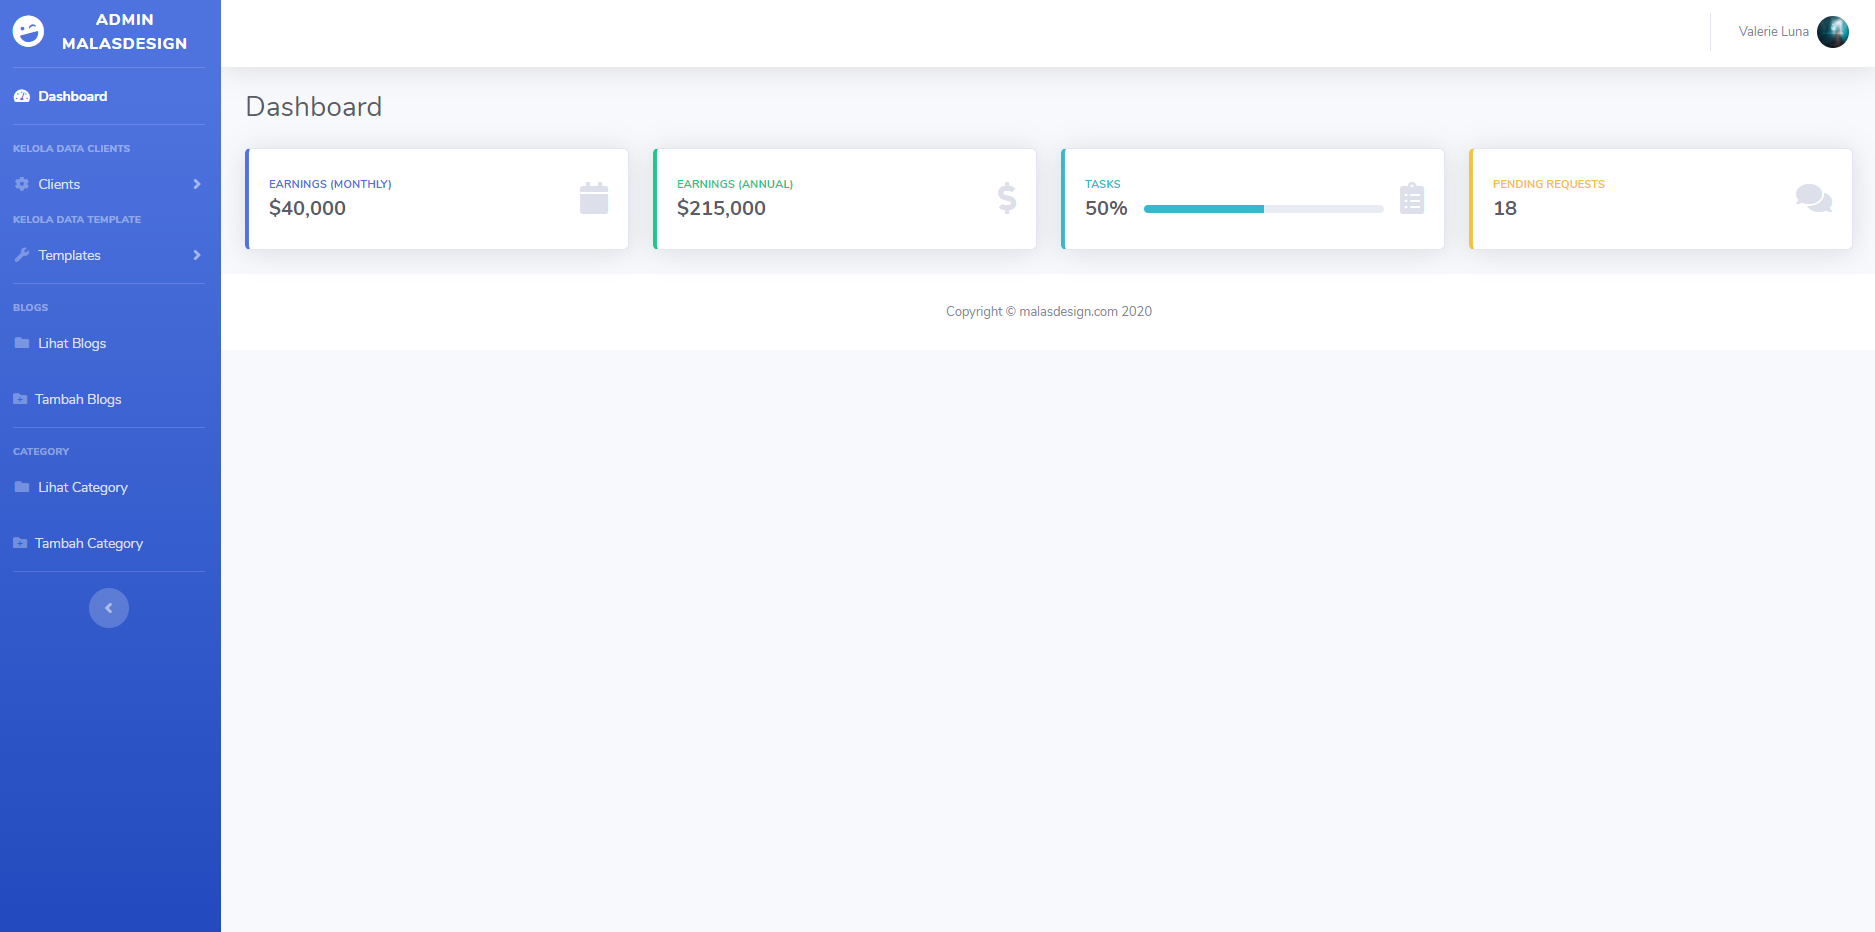 ADMIN
MALASDESIGN
Dashboard
KELOLA DATA CLIENTS
Clients
KELOLA DATA TEMPLATE
Templates
BLOGS
Lihat Blogs
Tambah Blogs
CATEGORY
Lihat Category
Tambah Category
Valerie Luna
Dashboard
EARNINGS (MONTHLY)
$40,000
EARNINGS (ANNUAL)
$215,000
TASKS
50%
PENDING REQUESTS
18
Copyright © malasdesign.com 2020